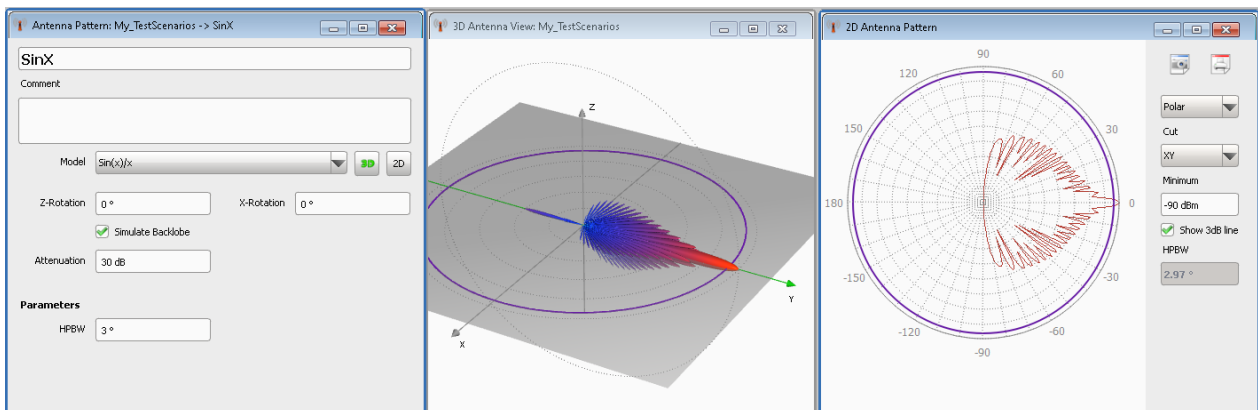 Antenna Pattern: My_TestScenarios -> SinX
SinX
Comment
Model Sin(x)/x 3D 2D
Z-Rotation 0 ° X-Rotation 0 °
Simulate Backlobe
Attenuation 30 dB
Parameters
HPBW 3 °
3D Antenna View: My_TestScenarios
Z
Y
X
2D Antenna Pattern
90
120 60
150 30
180 0
-150 -30
-120 -60
-90
Polar
Cut
XY
Minimum
-90 dBm
Show 3dB line
HPBW
2.97 °